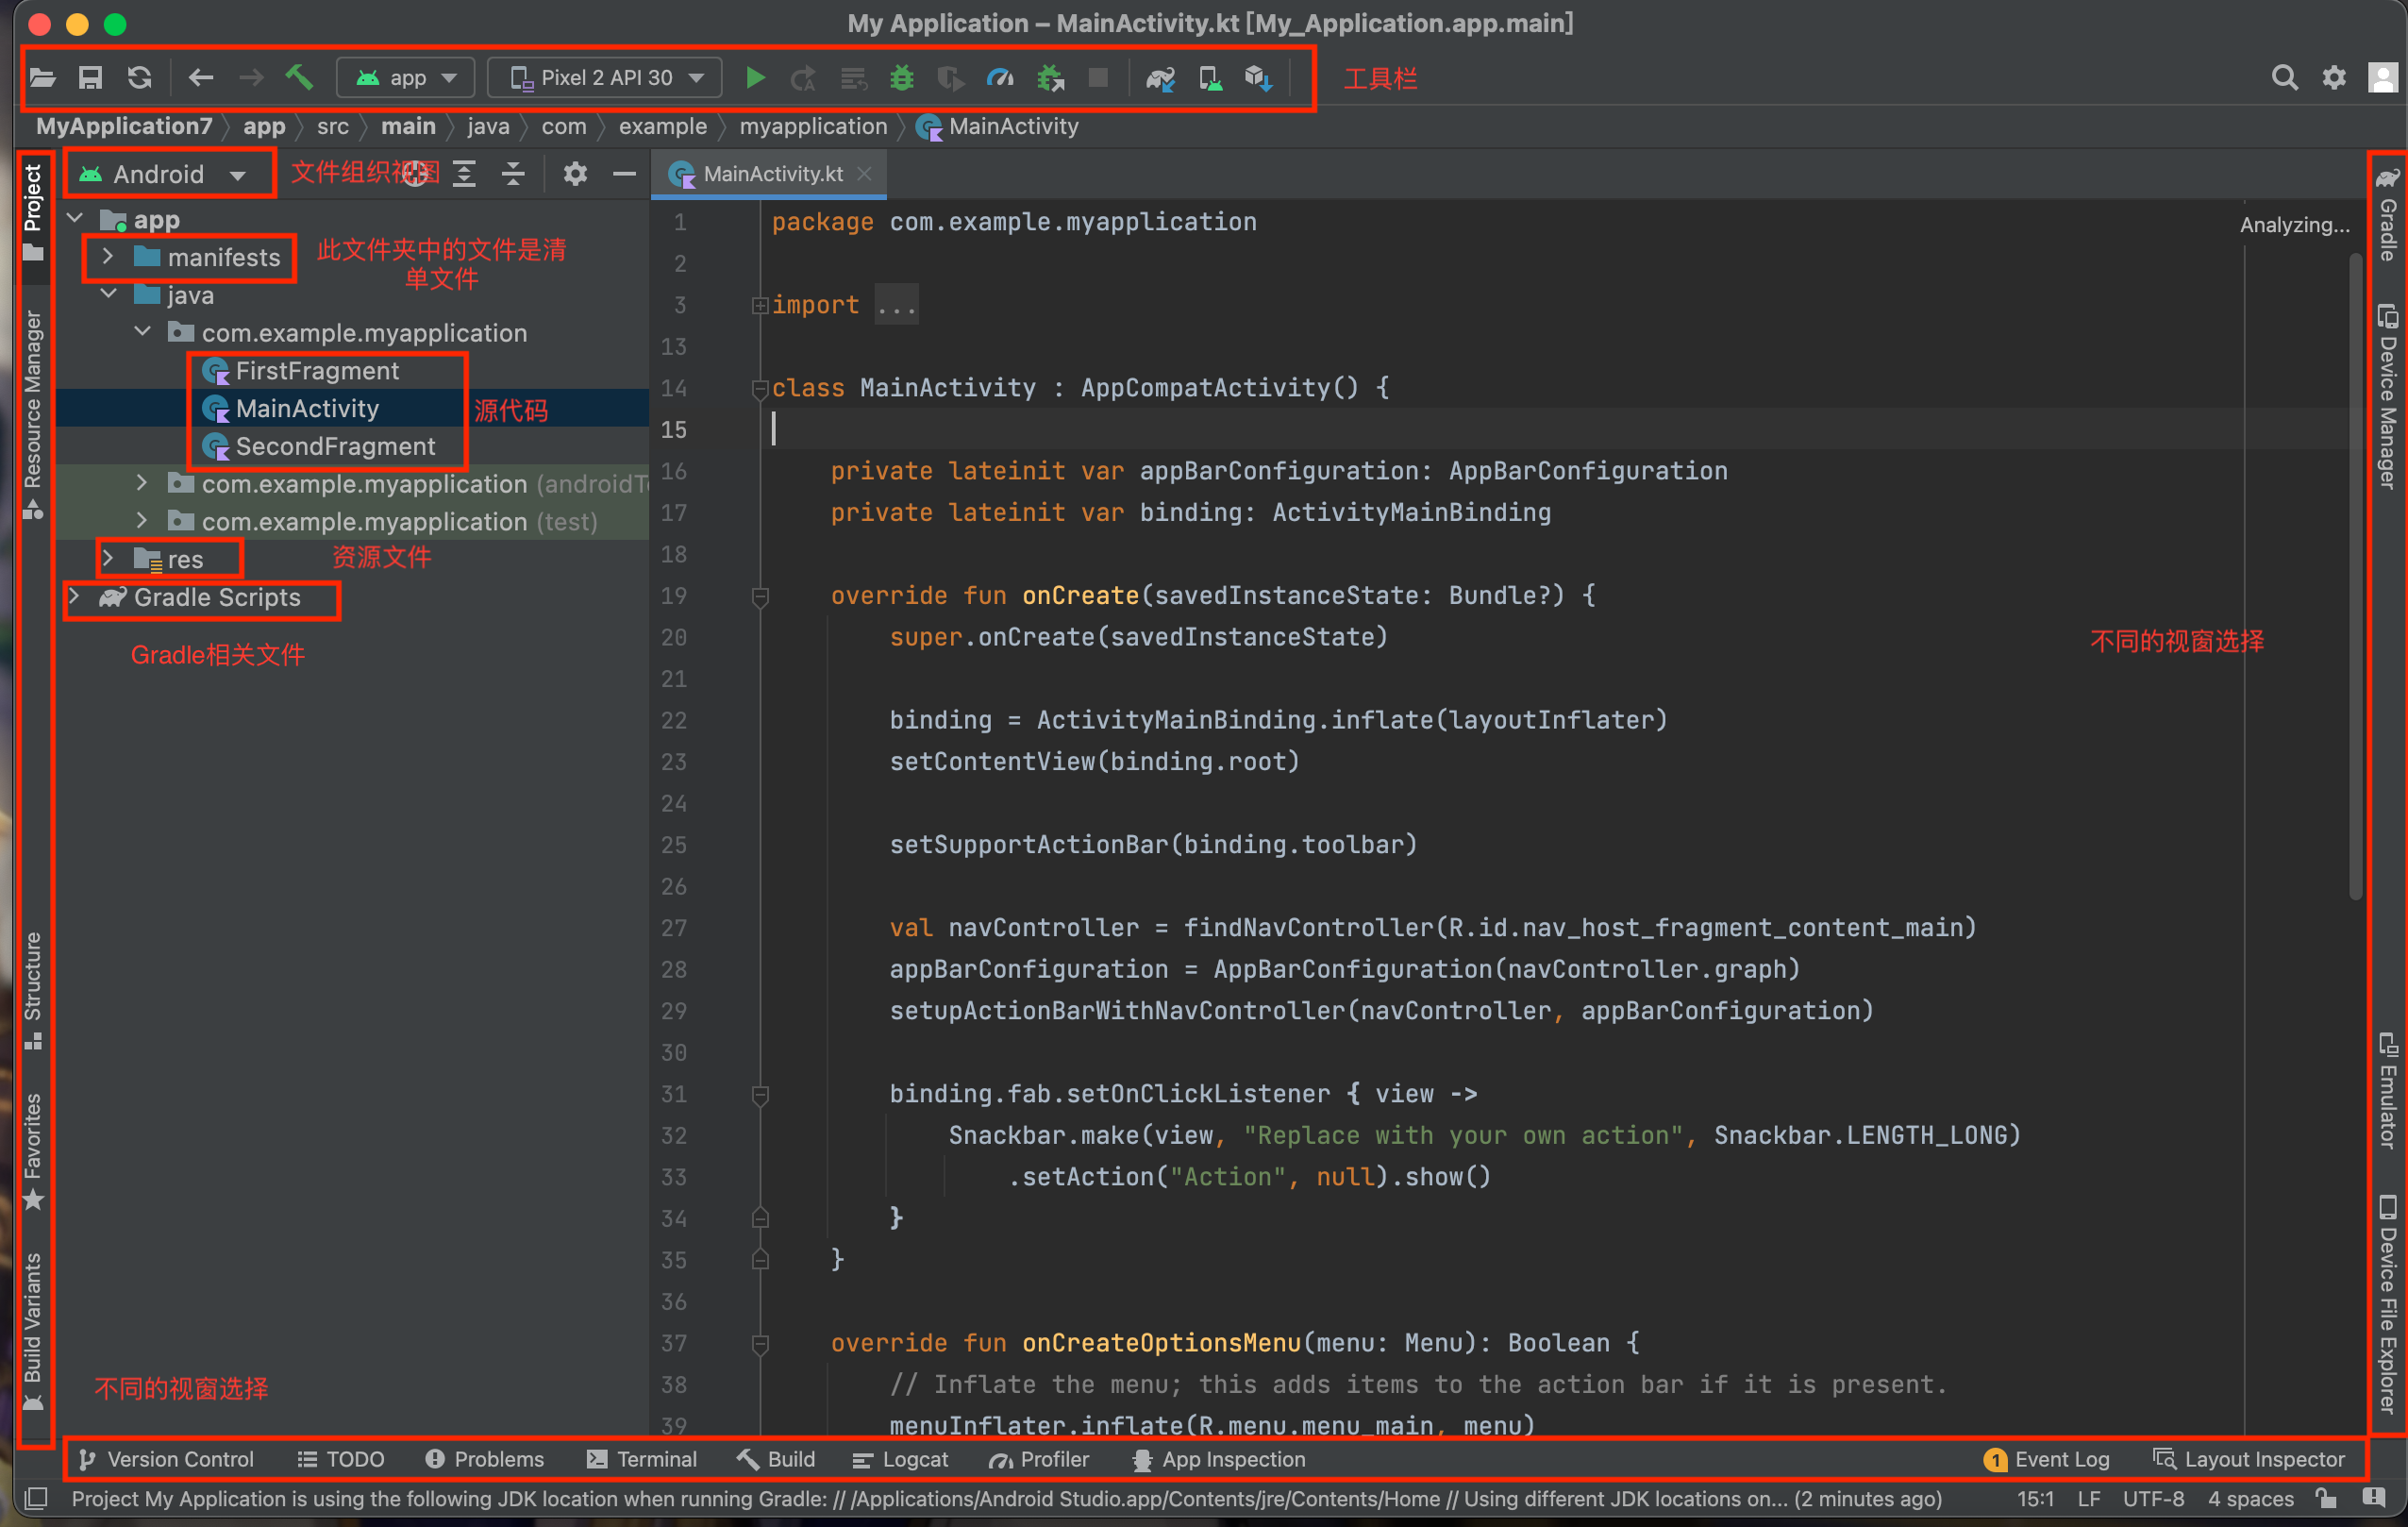 My Application – MainActivity.kt [My_Application.app.main]
app
Pixel 2 API 30
工具栏
MyApplication7 app src main java com example myapplication MainActivity
Project
Resource Manager
Structure
Favorites
Build Variants
Android
文件组织视图
app
manifests
此文件夹中的文件是清
单文件
java
com.example.myapplication
FirstFragment
MainActivity
源代码
SecondFragment
com.example.myapplication (androidTe
com.example.myapplication (test)
res
资源文件
Gradle Scripts
Gradle相关文件
不同的视窗选择
MainActivity.kt
Analyzing...
1 package com.example.myapplication
2
3 import ...
13
14 class MainActivity : AppCompatActivity() {
15
16 private lateinit var appBarConfiguration: AppBarConfiguration
17 private lateinit var binding: ActivityMainBinding
18
19 override fun onCreate(savedInstanceState: Bundle?) {
20 super.onCreate(savedInstanceState)
21
22 binding = ActivityMainBinding.inflate(layoutInflater)
23 setContentView(binding.root)
24
25 setSupportActionBar(binding.toolbar)
26
27 val navController = findNavController(R.id.nav_host_fragment_content_main)
28 appBarConfiguration = AppBarConfiguration(navController.graph)
29 setupActionBarWithNavController(navController, appBarConfiguration)
30
31 binding.fab.setOnClickListener { view ->
32 Snackbar.make(view, "Replace with your own action", Snackbar.LENGTH_LONG)
33 .setAction("Action", null).show()
34 }
35 }
36
37 override fun onCreateOptionsMenu(menu: Menu): Boolean {
38 // Inflate the menu; this adds items to the action bar if it is present.
39 menuInflater.inflate(R.menu.menu_main, menu)
不同的视窗选择
Gradle
Device Manager
Emulator
Device File Explorer
Version Control TODO Problems Terminal Build Logcat Profiler App Inspection 1 Event Log Layout Inspector
Project My Application is using the following JDK location when running Gradle: // /Applications/Android Studio.app/Contents/jre/Contents/Home // Using different JDK locations on... (2 minutes ago) 15:1 LF UTF-8 4 spaces